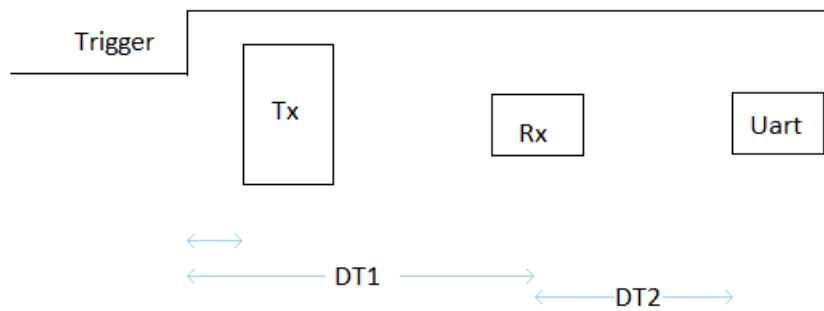 Trigger
Tx
Rx
Uart
DT1
DT2